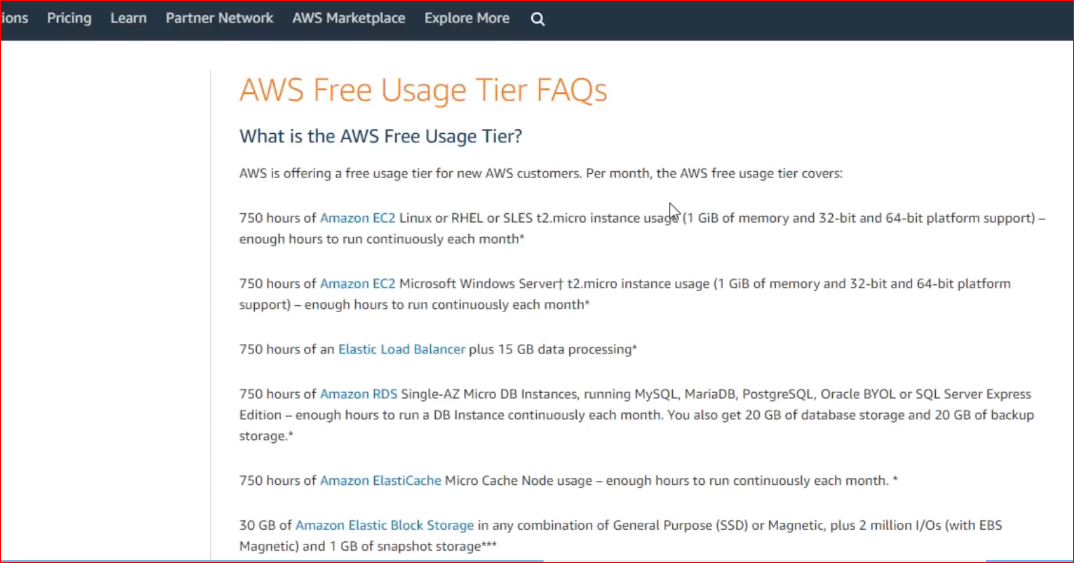 ions Pricing Learn Partner Network AWS Marketplace Explore More
AWS Free Usage Tier FAQs
What is the AWS Free Usage Tier?
AWS is offering a free usage tier for new AWS customers. Per month, the AWS free usage tier covers:
750 hours of Amazon EC2 Linux or RHEL or SLES t2.micro instance usage (1 GiB of memory and 32-bit and 64-bit platform support) –
enough hours to run continuously each month*
750 hours of Amazon EC2 Microsoft Windows Server† t2.micro instance usage (1 GiB of memory and 32-bit and 64-bit platform
support) – enough hours to run continuously each month*
750 hours of an Elastic Load Balancer plus 15 GB data processing*
750 hours of Amazon RDS Single-AZ Micro DB Instances, running MySQL, MariaDB, PostgreSQL, Oracle BYOL or SQL Server Express
Edition – enough hours to run a DB Instance continuously each month. You also get 20 GB of database storage and 20 GB of backup
storage.*
750 hours of Amazon ElastiCache Micro Cache Node usage – enough hours to run continuously each month. *
30 GB of Amazon Elastic Block Storage in any combination of General Purpose (SSD) or Magnetic, plus 2 million I/Os (with EBS
Magnetic) and 1 GB of snapshot storage***